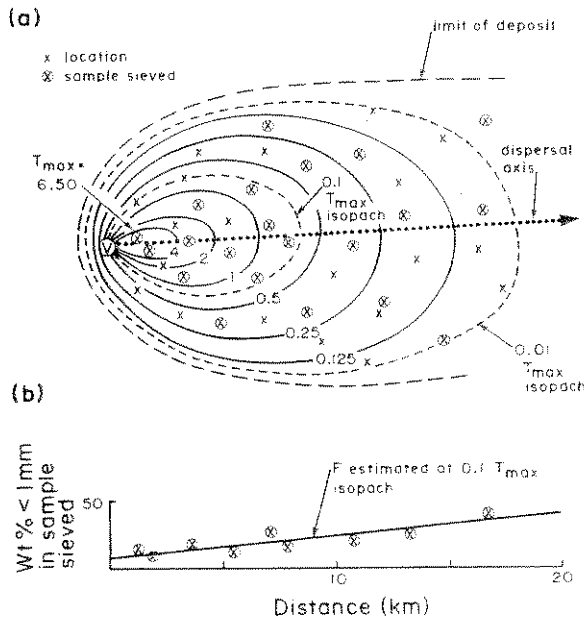 (a)
limit of deposit
x location
⊗ sample sieved
dispersal
axis
Tmax =
6.50
0.1
Tmax
isopach
V
4
2
1
0.5
0.25
0.125
0.01
Tmax
isopach
(b)
F estimated at 0.1 Tmax
isopach
Wt % < 1mm
in sample
sieved
50
10
20
Distance (km)